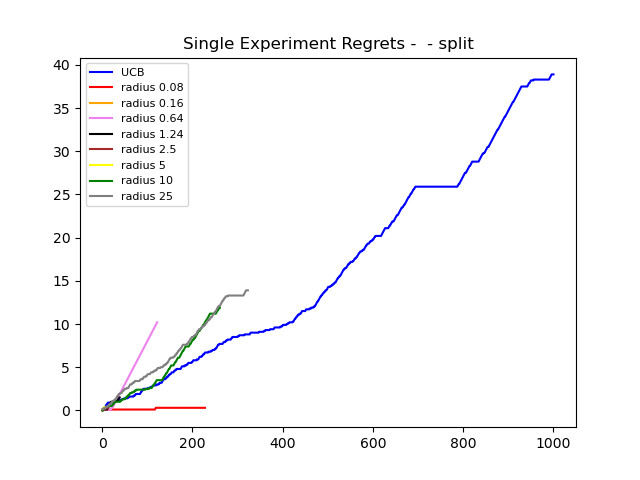 Single Experiment Regrets -  - split
40
35
30
25
20
15
10
5
0
UCB
radius 0.08
radius 0.16
radius 0.64
radius 1.24
radius 2.5
radius 5
radius 10
radius 25
0 200 400 600 800 1000